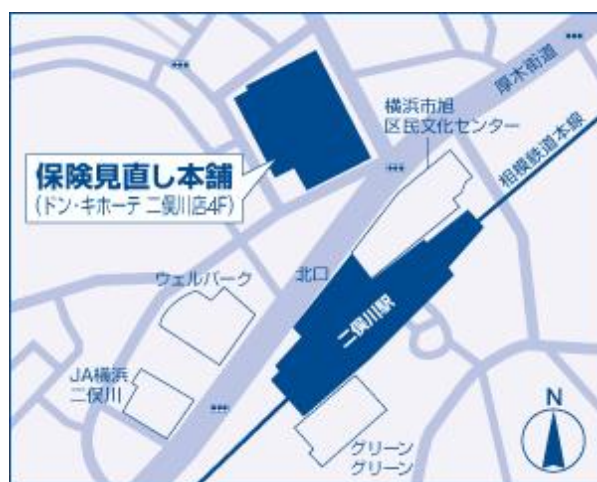 厚木街道
横浜市旭
区民文化センター
相模鉄道本線
保険見直し本舗
(ドン・キホーテ 二俣川店4F)
ウェルパーク
北口
二俣川駅
JA横浜
二俣川
グリーン
グリーン
N